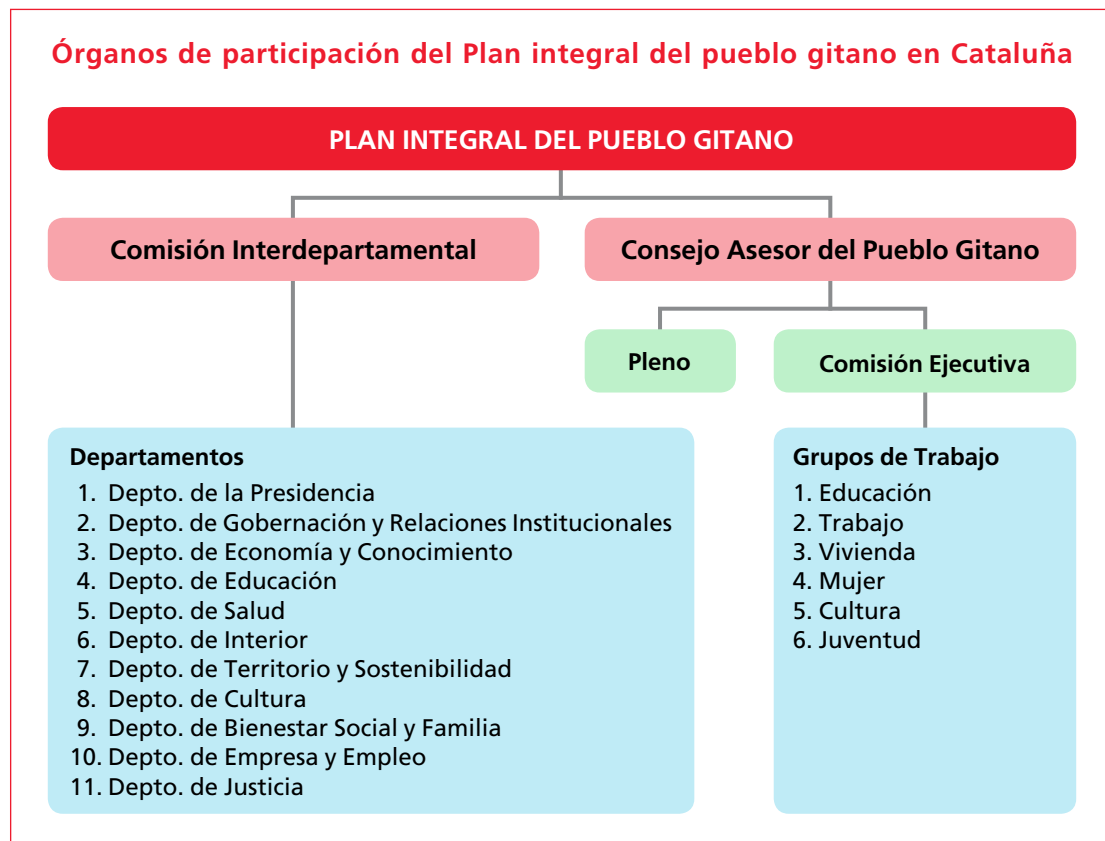 Órganos de participación del Plan integral del pueblo gitano en Cataluña
PLAN INTEGRAL DEL PUEBLO GITANO
Comisión Interdepartamental
Consejo Asesor del Pueblo Gitano
Pleno
Comisión Ejecutiva
Departamentos
1. Depto. de la Presidencia
2. Depto. de Gobernación y Relaciones Institucionales
3. Depto. de Economía y Conocimiento
4. Depto. de Educación
5. Depto. de Salud
6. Depto. de Interior
7. Depto. de Territorio y Sostenibilidad
8. Depto. de Cultura
9. Depto. de Bienestar Social y Familia
10. Depto. de Empresa y Empleo
11. Depto. de Justicia
Grupos de Trabajo
1. Educación
2. Trabajo
3. Vivienda
4. Mujer
5. Cultura
6. Juventud